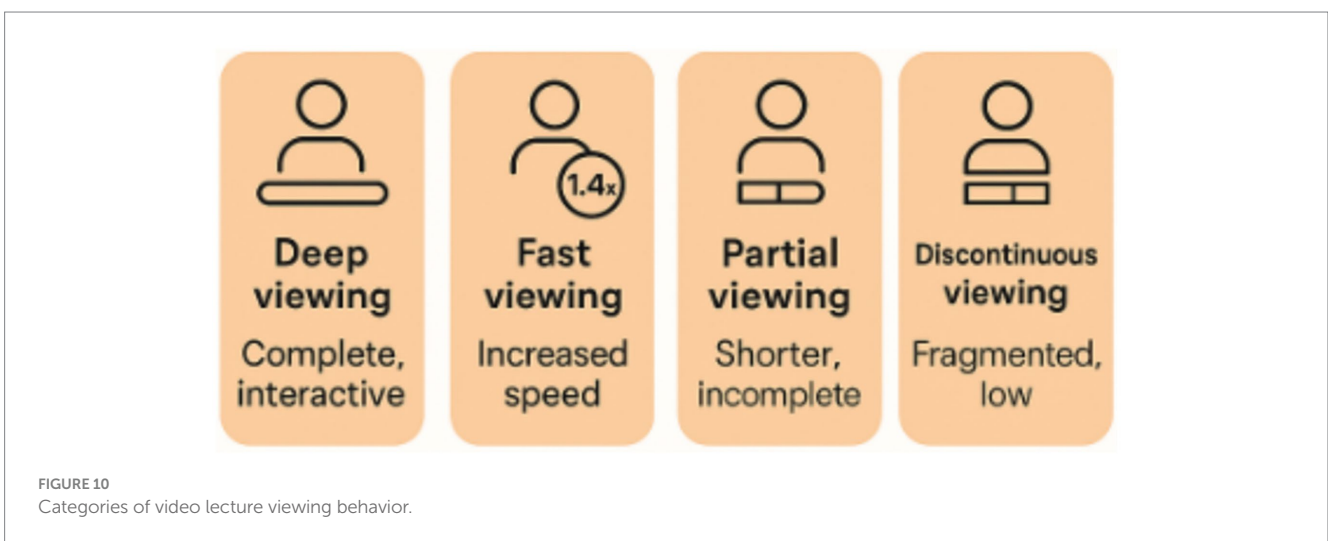 1.4x
Deep
viewing
Complete,
interactive
Fast
viewing
Increased
speed
Partial
viewing
Shorter,
incomplete
Discontinuous
viewing
Fragmented,
low
FIGURE 10
Categories of video lecture viewing behavior.